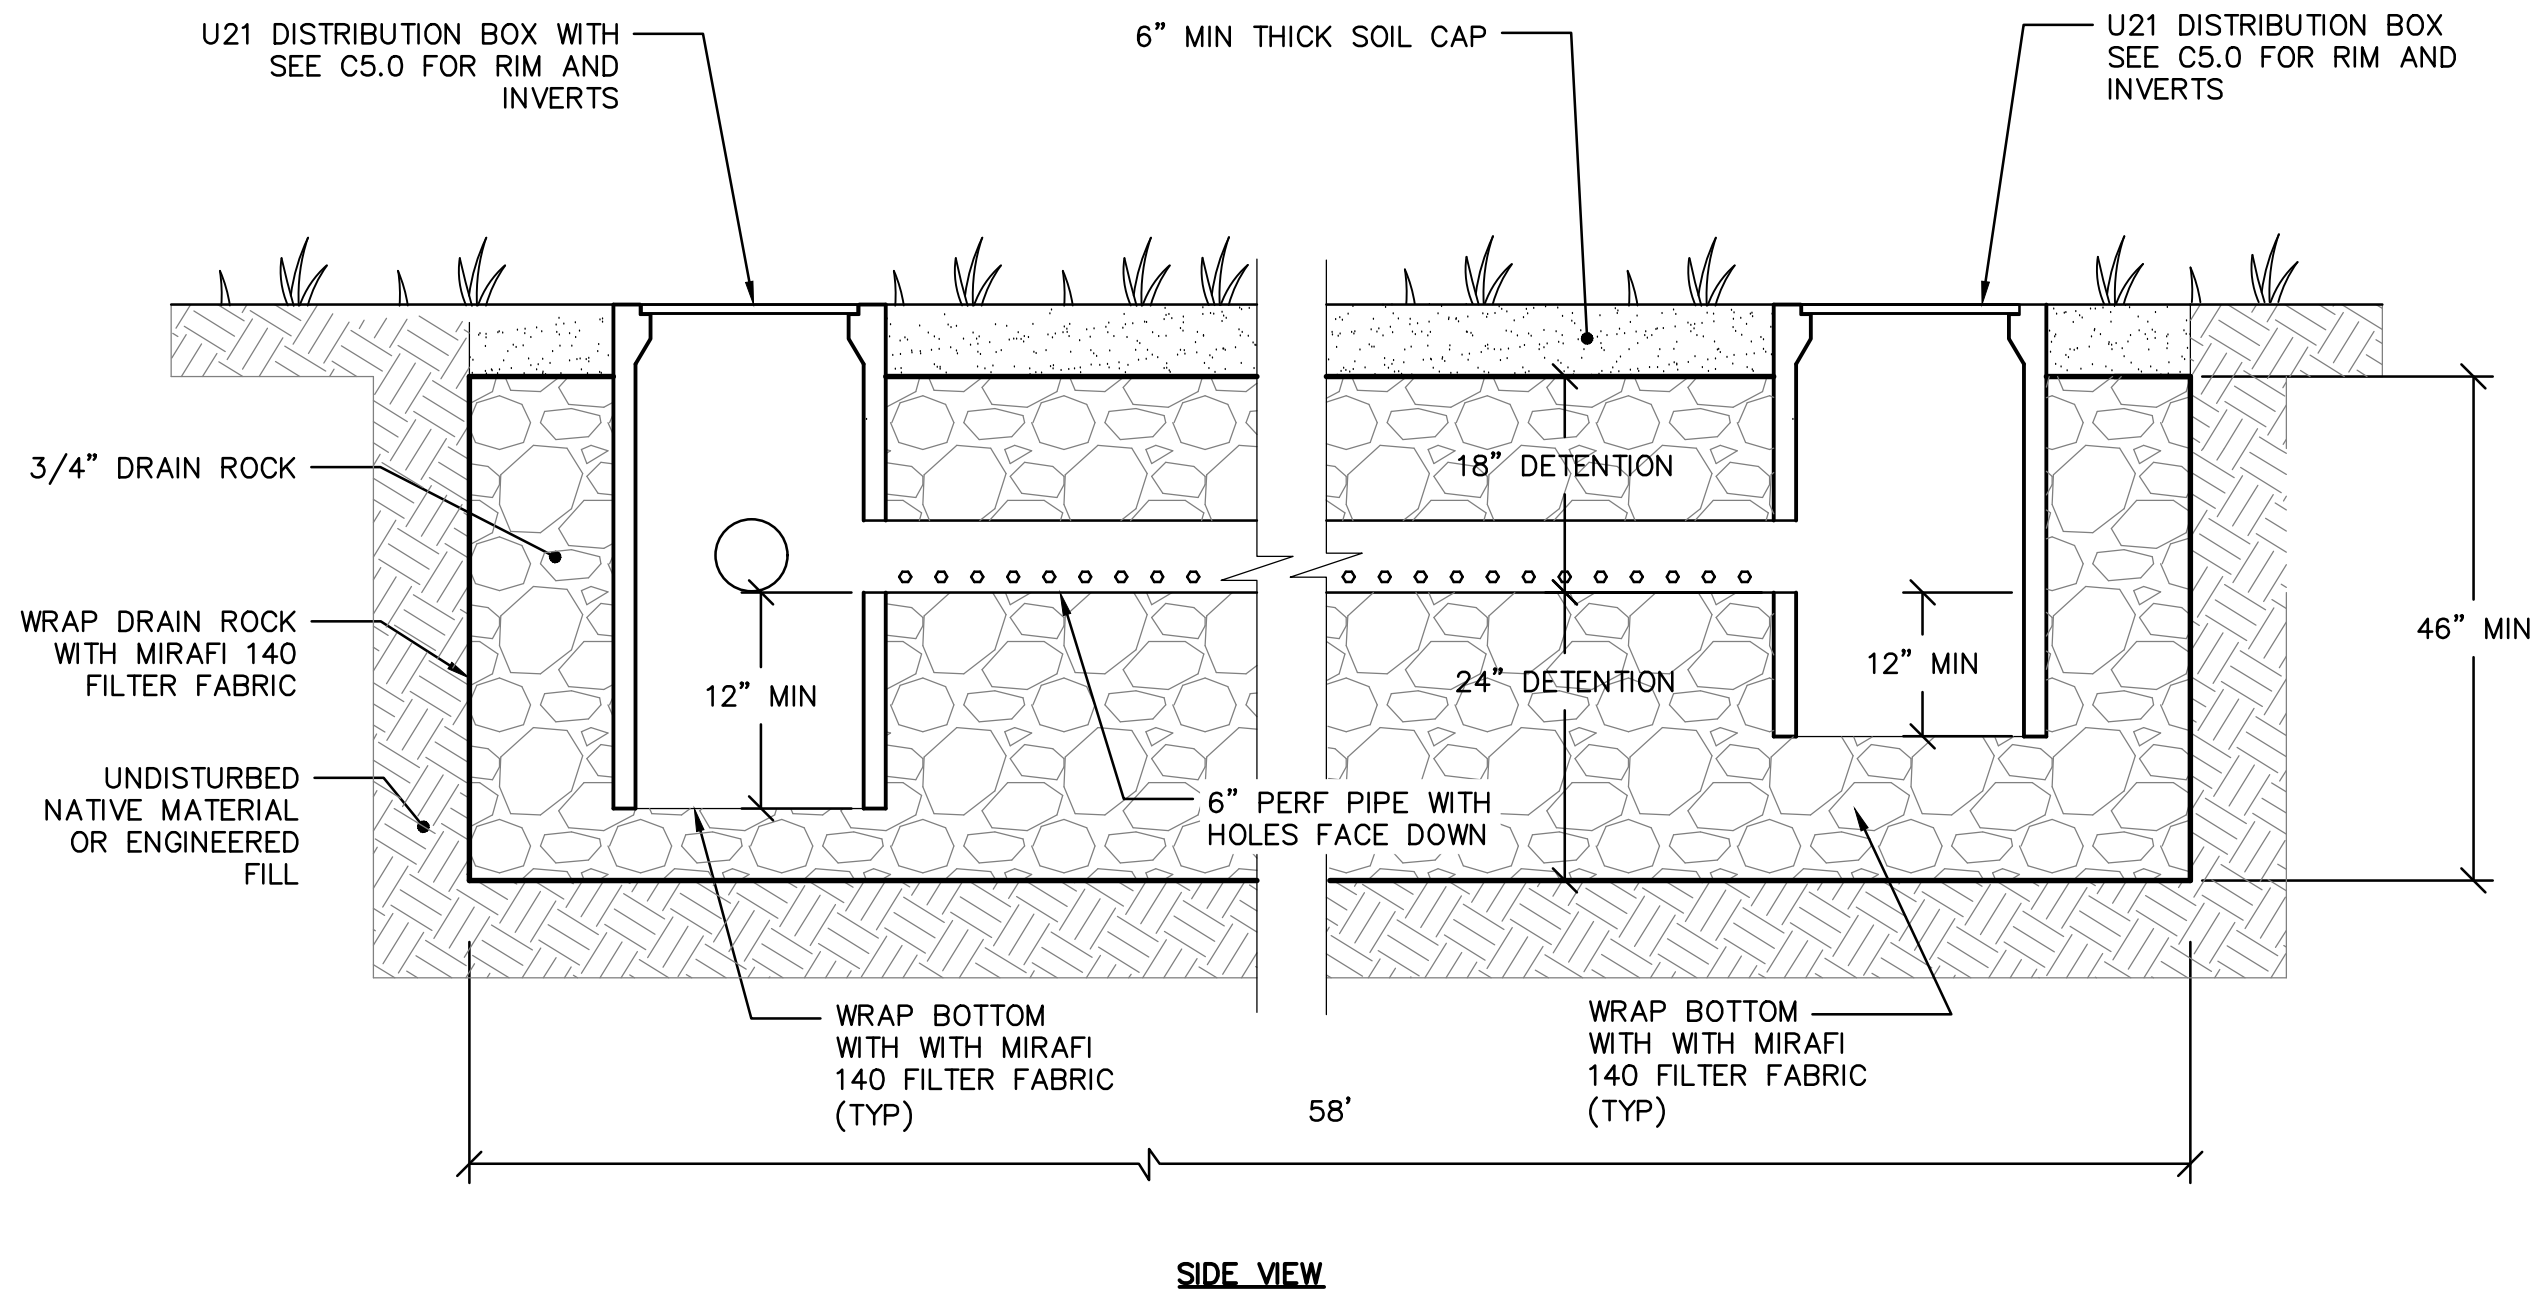 U21 DISTRIBUTION BOX WITH
SEE C5.0 FOR RIM AND
INVERTS
6” MIN THICK SOIL CAP
U21 DISTRIBUTION BOX
SEE C5.0 FOR RIM AND
INVERTS
3/4” DRAIN ROCK
18” DETENTION
WRAP DRAIN ROCK
WITH MIRAFI 140
FILTER FABRIC
46” MIN
12” MIN
24” DETENTION
12” MIN
UNDISTURBED
NATIVE MATERIAL
OR ENGINEERED
FILL
6” PERF PIPE WITH
HOLES FACE DOWN
WRAP BOTTOM
WITH WITH MIRAFI
140 FILTER FABRIC
(TYP)
WRAP BOTTOM
WITH WITH MIRAFI
140 FILTER FABRIC
(TYP)
58’
SIDE VIEW